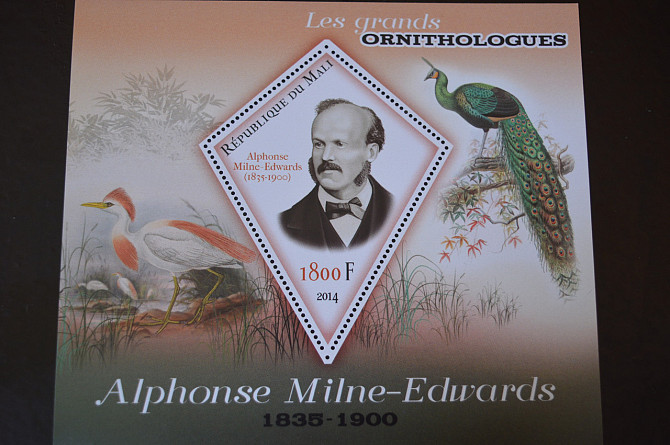 Les grands
ORNITHOLOGUES
RÉPUBLIQUE DU MALI
Alphonse
Milne-Edwards
(1835-1900)
1800 F
2014
Alphonse Milne-Edwards
1835-1900